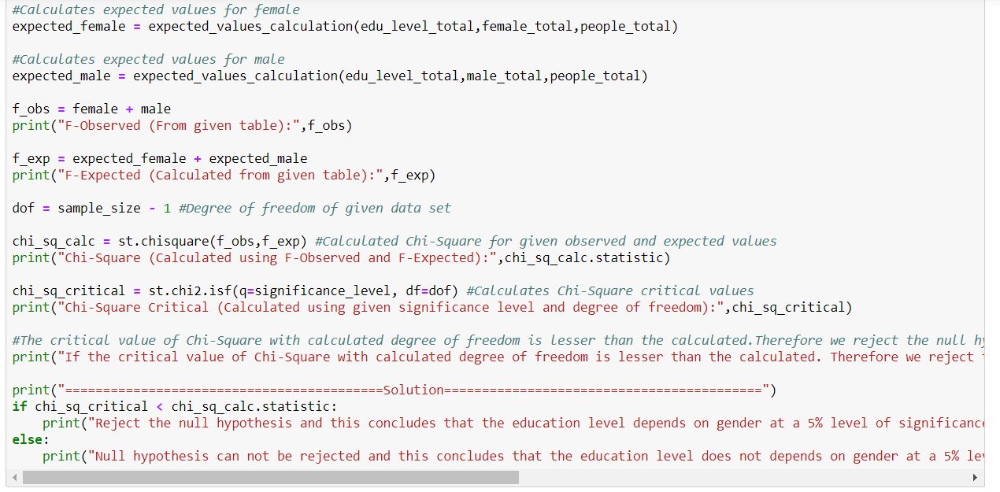 #Calculates expected values for female
expected_female = expected_values_calculation(edu_level_total,female_total,people_total)
#Calculates expected values for male
expected_male = expected_values_calculation(edu_level_total,male_total,people_total)
f_obs = female + male
print("F-Observed (From given table):",f_obs)
f_exp = expected_female + expected_male
print("F-Expected (Calculated from given table):",f_exp)
dof = sample_size - 1 #Degree of freedom of given data set
chi_sq_calc = st.chisquare(f_obs,f_exp) #Calculated Chi-Square for given observed and expected values
print("Chi-Square (Calculated using F-Observed and F-Expected):",chi_sq_calc.statistic)
chi_sq_critical = st.chi2.isf(q=significance_level, df=dof) #Calculates Chi-Square critical values
print("Chi-Square Critical (Calculated using given significance level and degree of freedom):",chi_sq_critical)
#The critical value of Chi-Square with calculated degree of freedom is lesser than the calculated.Therefore we reject the null
print("If the critical value of Chi-Square with calculated degree of freedom is lesser than the calculated. Therefore we reject
print("==========================================Solution==========================================")
if chi_sq_critical < chi_sq_calc.statistic:
    print("Reject the null hypothesis and this concludes that the education level depends on gender at a 5% level of significance
else:
    print("Null hypothesis can not be rejected and this concludes that the education level does not depends on gender at a 5%